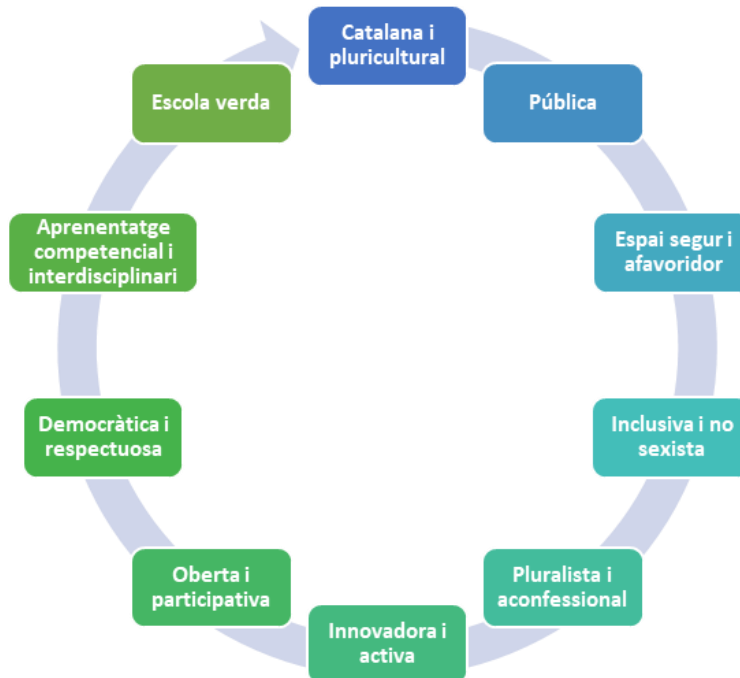 Catalana i
pluricultural
Pública
Espai segur i
afavoridor
Inclusiva i no
sexista
Pluralista i
aconfessional
Innovadora i
activa
Oberta i
participativa
Democràtica i
respectuosa
Aprenentatge
competencial i
interdisciplinari
Escola verda